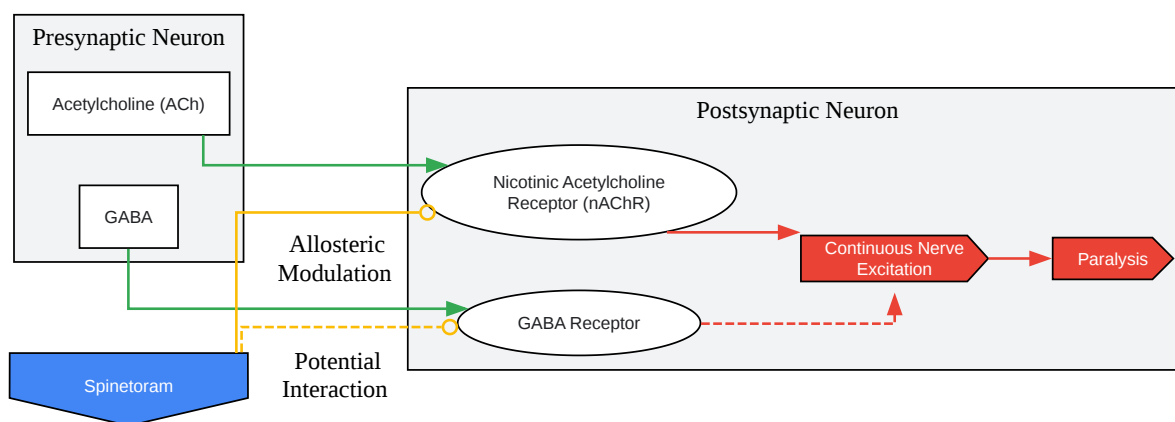 Presynaptic Neuron
Acetylcholine (ACh)
GABA
Postsynaptic Neuron
Nicotinic Acetylcholine
Receptor (nAChR)
Allosteric
Modulation
Continuous Nerve
Excitation
Paralysis
GABA Receptor
Potential
Interaction
Spinetoram